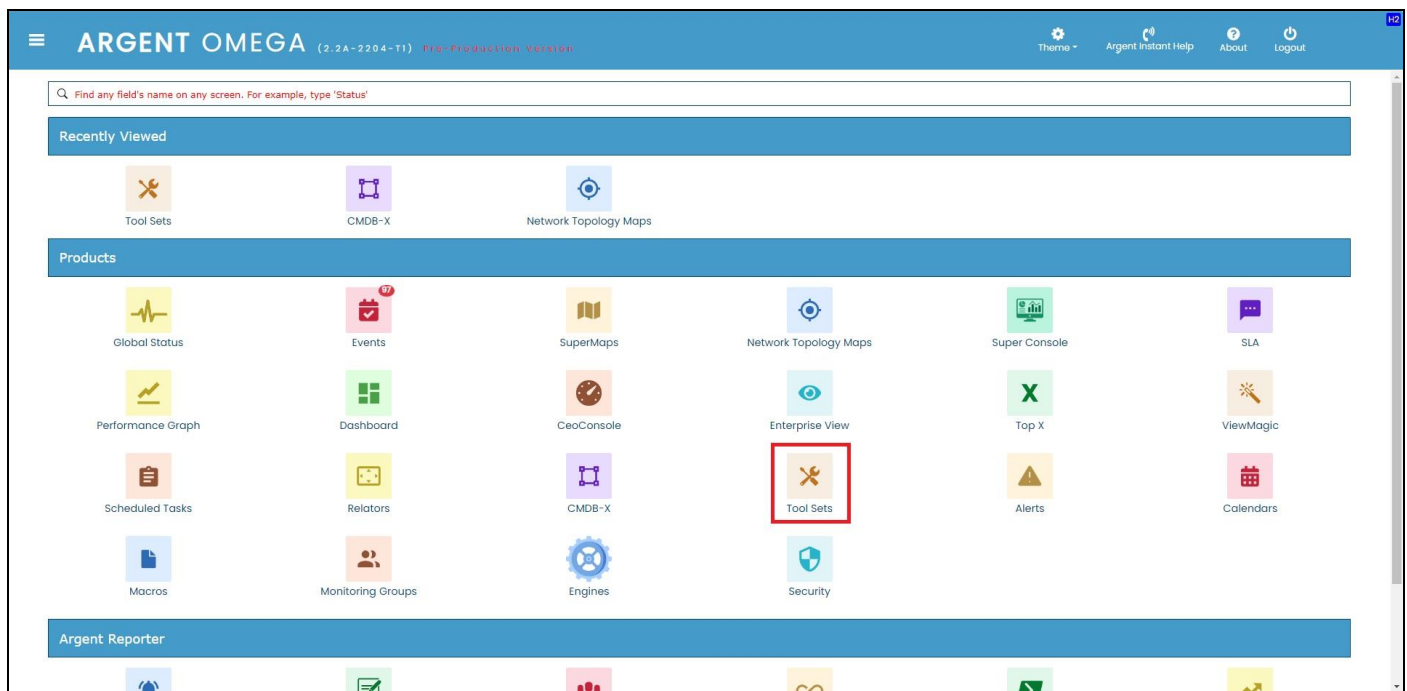 H2
ARGENT OMEGA (2.2A-2204-T1) Pre-Production Version
Theme
Argent Instant Help
About
Logout
Find any field's name on any screen. For example, type 'Status'
Recently Viewed
Tool Sets
CMDB-X
Network Topology Maps
Products
97
Global Status
Events
SuperMaps
Network Topology Maps
Super Console
SLA
X
Performance Graph
Dashboard
CeoConsole
Enterprise View
Top X
ViewMagic
Scheduled Tasks
Relators
CMDB-X
Tool Sets
Alerts
Calendars
Macros
Monitoring Groups
Engines
Security
Argent Reporter